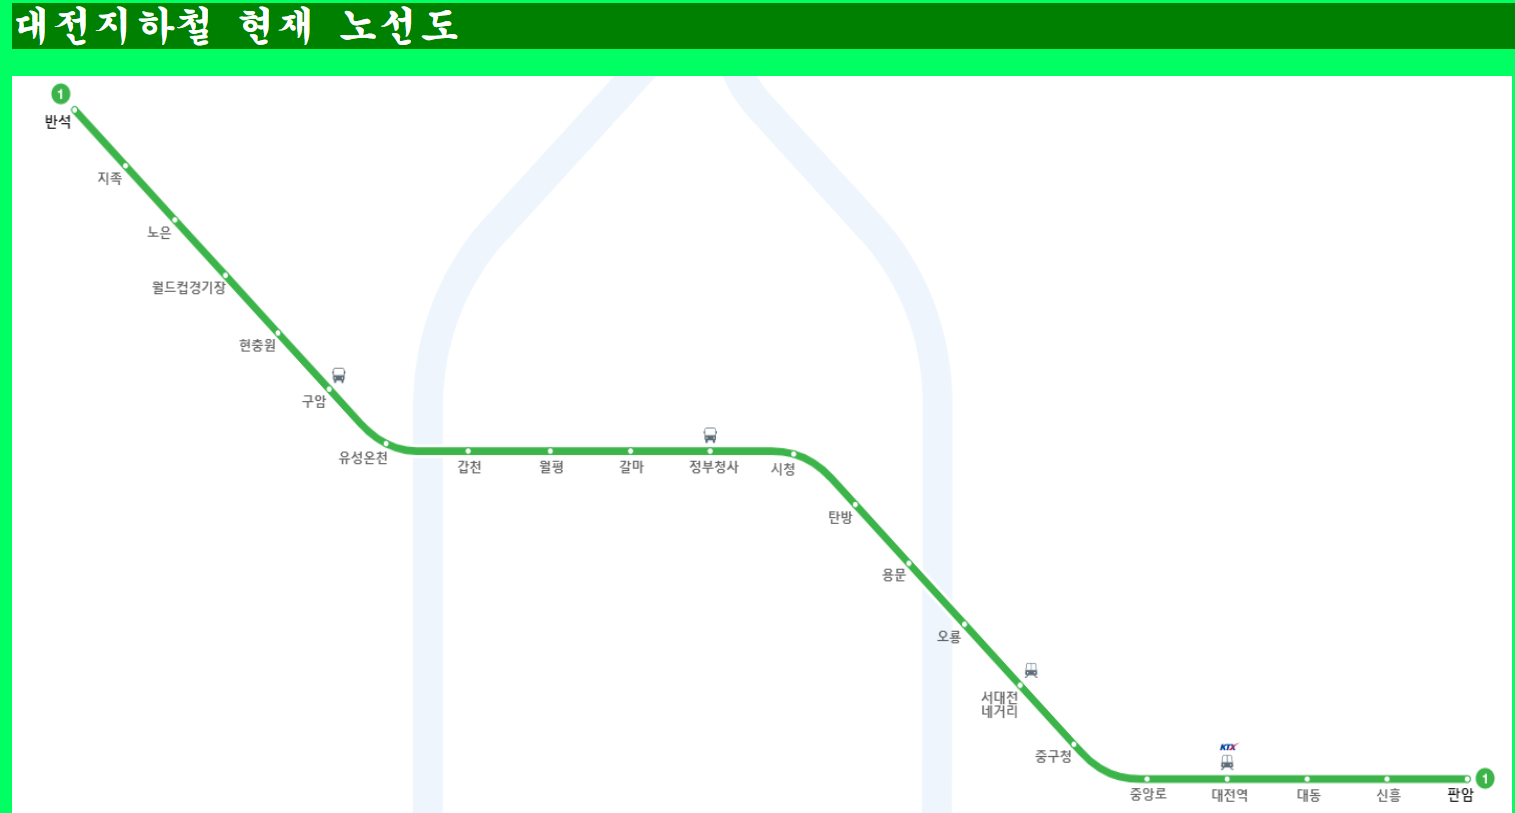 대전지하철 현재 노선도
1
반석
지족
노은
월드컵경기장
현충원
구암
유성온천
갑천
월평
갈마
정부청사
시청
탄방
용문
오룡
서대전
네거리
중구청
중앙로
KTX
대전역
대동
신흥
판암
1